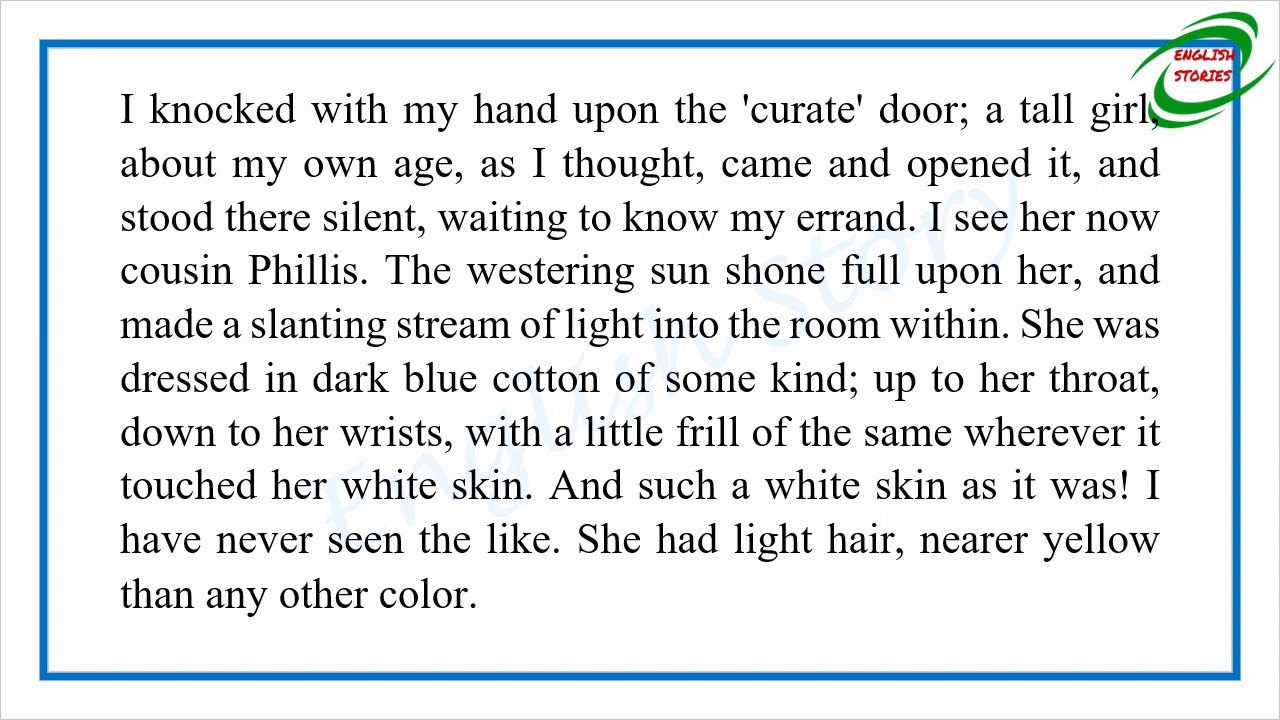 ENGLISH
STORIES
I knocked with my hand upon the 'curate' door; a tall girl,
about my own age, as I thought, came and opened it, and
stood there silent, waiting to know my errand. I see her now
cousin Phillis. The westering sun shone full upon her, and
made a slanting stream of light into the room within. She was
dressed in dark blue cotton of some kind; up to her throat,
down to her wrists, with a little frill of the same wherever it
touched her white skin. And such a white skin as it was! I
have never seen the like. She had light hair, nearer yellow
than any other color.
English Story